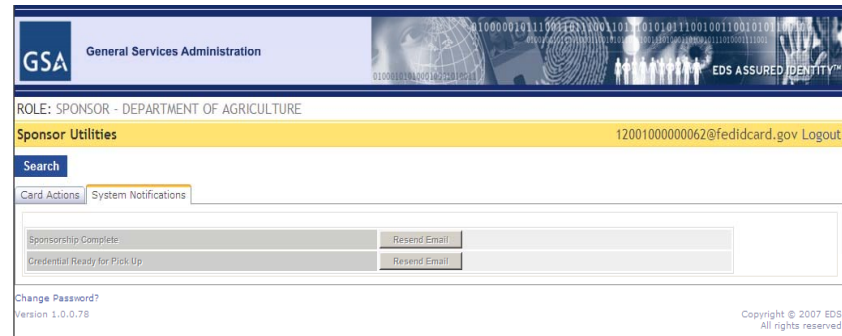 GSA
General Services Administration
EDS ASSURED IDENTITY™
ROLE: SPONSOR - DEPARTMENT OF AGRICULTURE
Sponsor Utilities
12001000000062@fedidcard.gov Logout
Search
Card Actions System Notifications
Sponsorship Complete Resend Email
Credential Ready for Pick Up Resend Email
Change Password?
Version 1.0.0.78
Copyright © 2007 EDS
All rights reserved